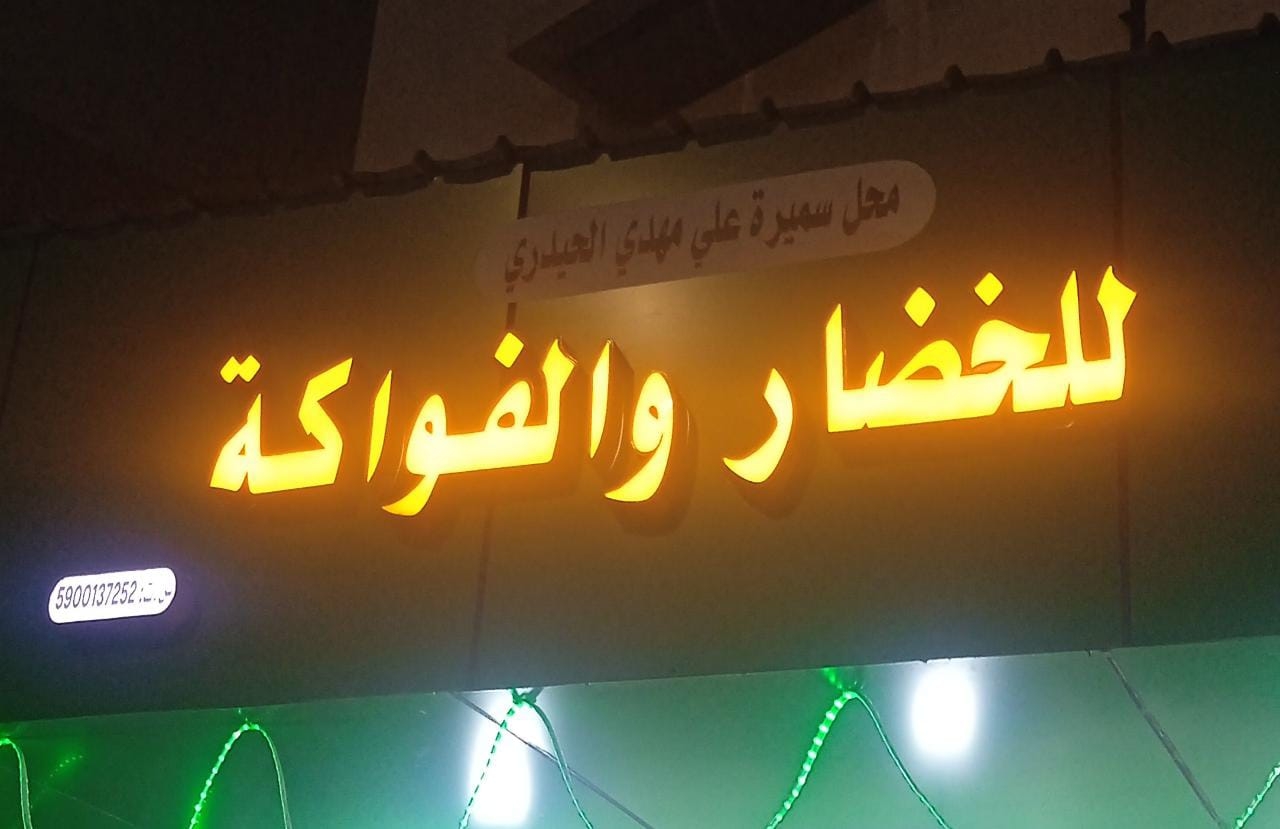 محل سميرة علي مهدي الحيدري
للخضار والفواكة
5900137252